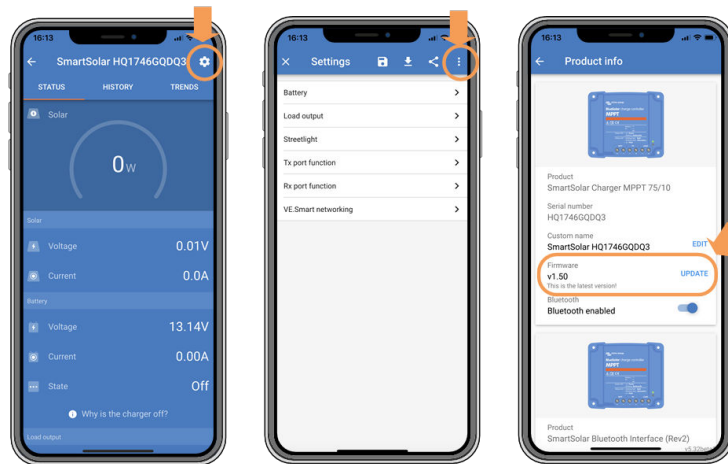 16:13
SmartSolar HQ1746GQDQ3
STATUS HISTORY TRENDS
Solar
0W
Solar
Voltage 0.01V
Current 0.0A
Battery
Voltage 13.14V
Current 0.00A
State Off
Why is the charger off?
Load output
16:13
Settings
Battery
Load output
Streetlight
Tx port function
Rx port function
VE.Smart networking
16:13
Product info
MPPT
Product
SmartSolar Charger MPPT 75/10
Serial number
HQ1746GQDQ3
Custom name
SmartSolar HQ1746GQDQ3 EDIT
Firmware
v1.50 UPDATE
This is the latest version!
Bluetooth
Bluetooth enabled
MPPT
Product
SmartSolar Bluetooth Interface (Rev2)